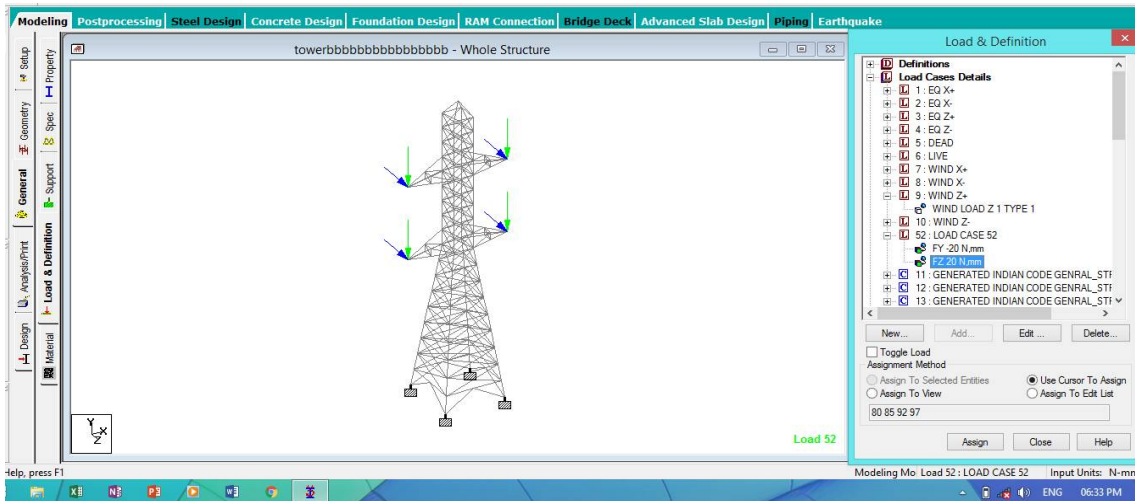 Modeling Postprocessing Steel Design Concrete Design Foundation Design RAM Connection Bridge Deck Advanced Slab Design Piping Earthquake
Setup
Geometry
General
Analysis/Print
Design
Property
Spec
Support
Load & Definition
Material
towerbbbbbbbbbbbbbbbbb - Whole Structure
Y
X
Z
Load 52
Load & Definition
D Definitions
L Load Cases Details
L 1 : EQ X+
L 2 : EQ X-
L 3 : EQ Z+
L 4 : EQ Z-
L 5 : DEAD
L 6 : LIVE
L 7 : WIND X+
L 8 : WIND X-
L 9 : WIND Z+
WIND LOAD Z 1 TYPE 1
L 10 : WIND Z-
L 52 : LOAD CASE 52
FY -20 N,mm
FZ 20 N,mm
C 11 : GENERATED INDIAN CODE GENRAL_STF
C 12 : GENERATED INDIAN CODE GENRAL_STF
C 13 : GENERATED INDIAN CODE GENRAL_STF
New... Add... Edit ... Delete...
Toggle Load
Assignment Method
Assign To Selected Entities Use Cursor To Assign
Assign To View Assign To Edit List
80 85 92 97
Assign Close Help
Help, press F1 Modeling Mo Load 52 : LOAD CASE 52 Input Units: N-mm
ENG 06:33 PM